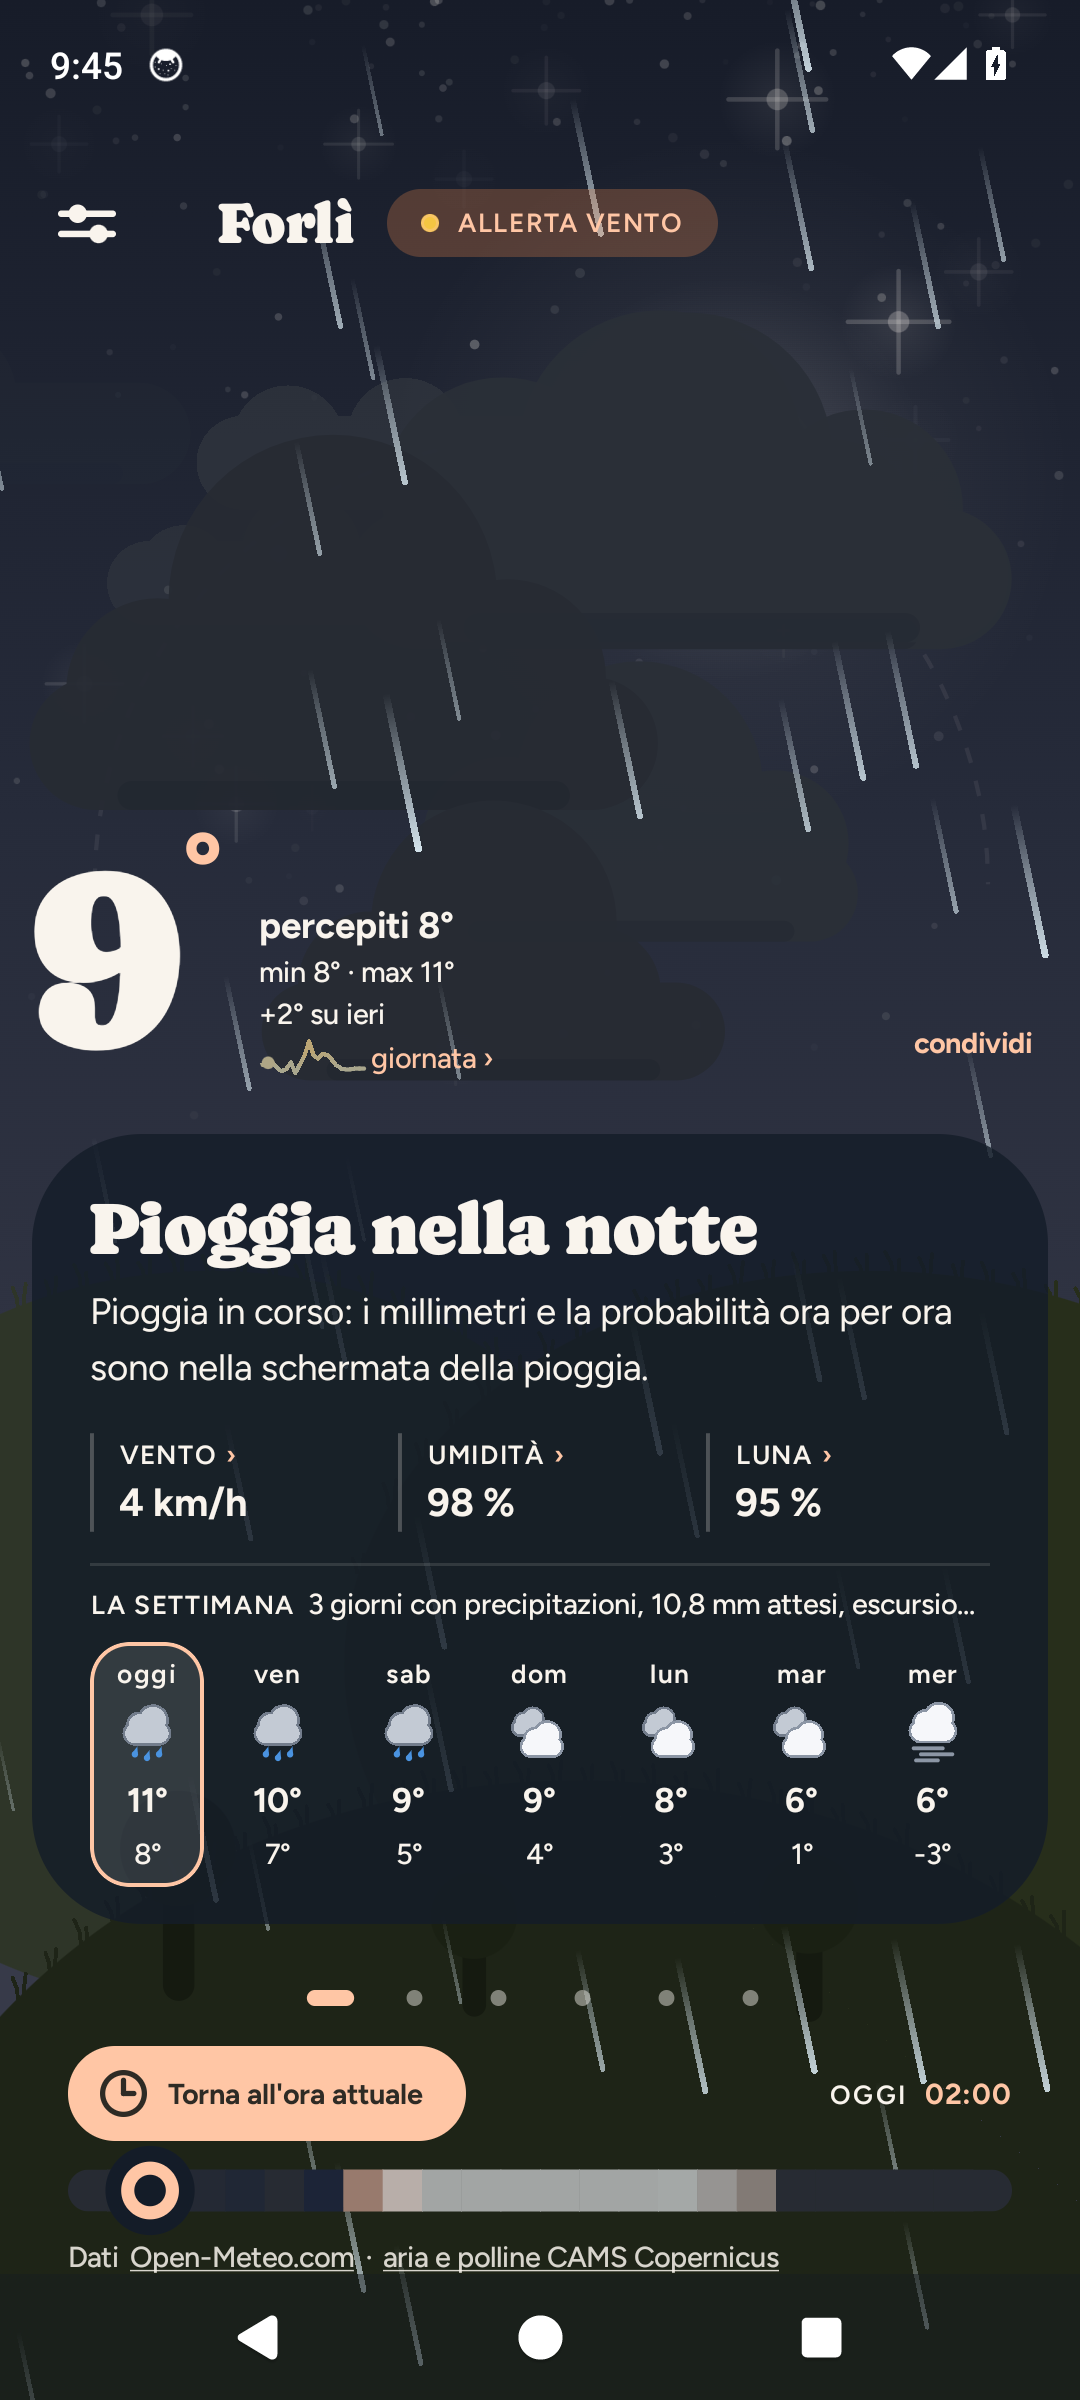 9:45
Forlì
ALLERTA VENTO
9°
percepiti 8°
min 8° · max 11°
+2° su ieri
giornata ›
condividi
Pioggia nella notte
Pioggia in corso: i millimetri e la probabilità ora per ora
sono nella schermata della pioggia.
VENTO › UMIDITÀ › LUNA ›
4 km/h 98 % 95 %
LA SETTIMANA 3 giorni con precipitazioni, 10,8 mm attesi, escursio...
oggi ven sab dom lun mar mer
11° 10° 9° 9° 8° 6° 6°
8° 7° 5° 4° 3° 1° -3°
Torna all'ora attuale
OGGI 02:00
Dati Open-Meteo.com · aria e polline CAMS Copernicus